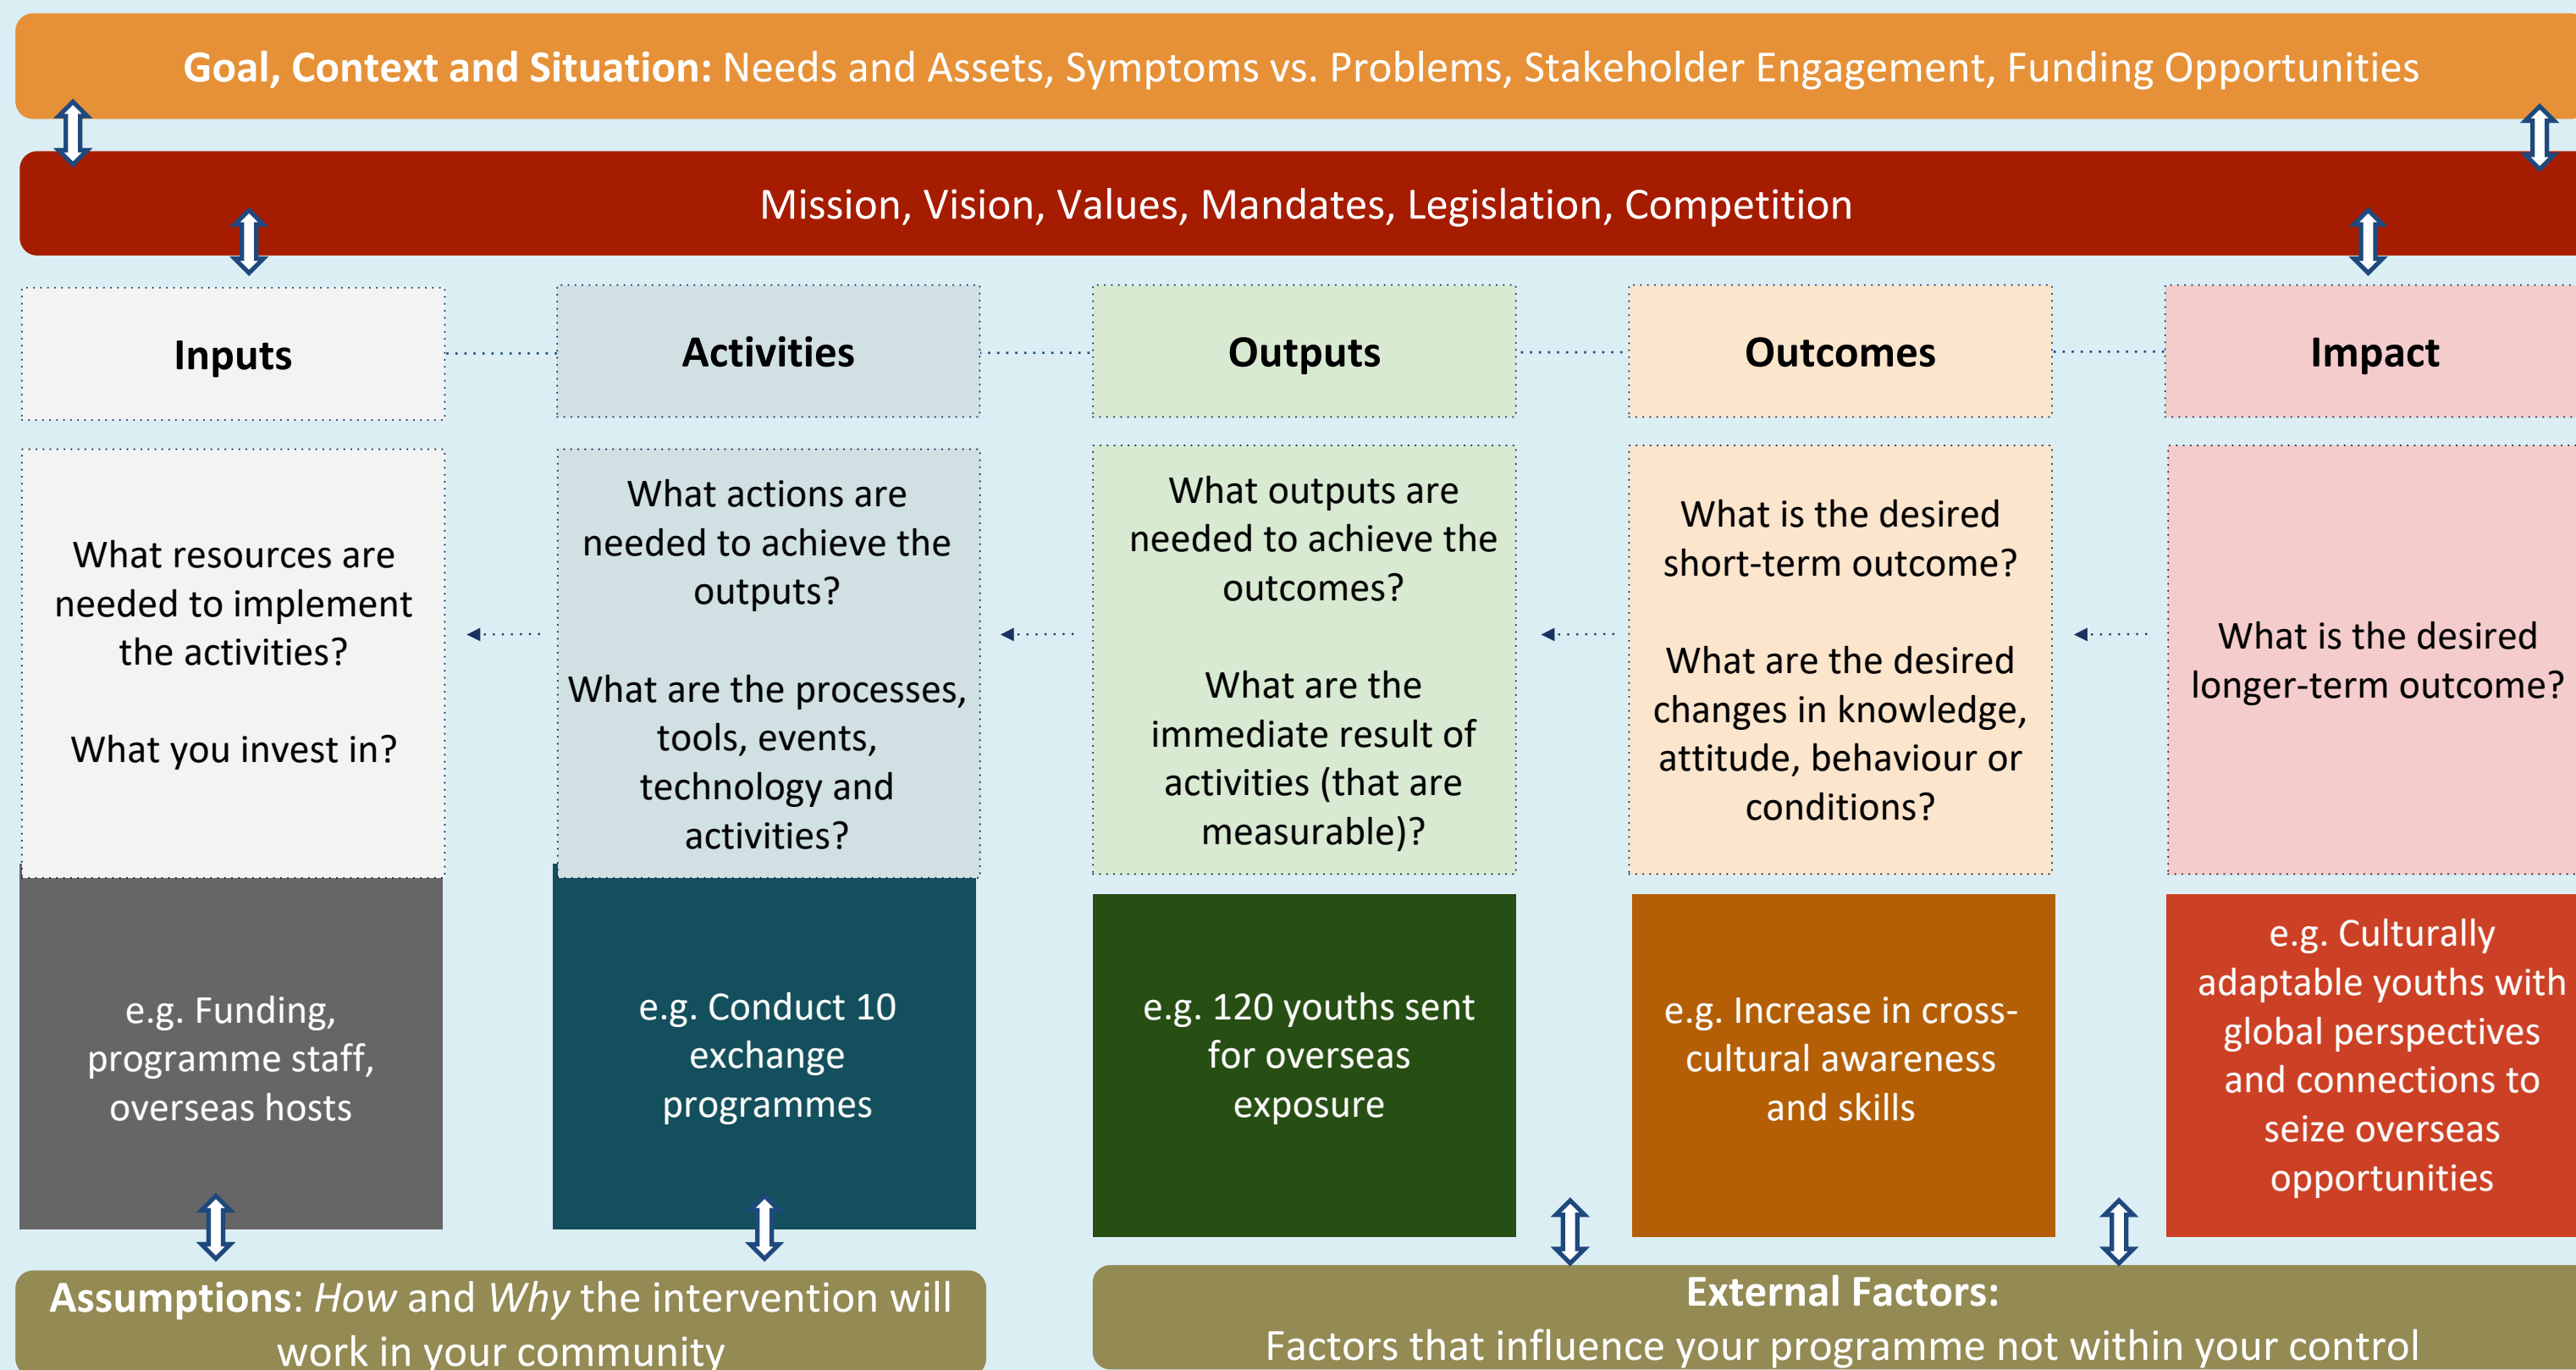 Goal, Context and Situation: Needs and Assets, Symptoms vs. Problems, Stakeholder Engagement, Funding Opportunities
Mission, Vision, Values, Mandates, Legislation, Competition
Inputs
Activities
Outputs
Outcomes
Impact
What resources are
needed to implement
the activities?
What you invest in?
What actions are
needed to achieve the
outputs?
What are the processes,
tools, events,
technology and
activities?
What outputs are
needed to achieve the
outcomes?
What are the
immediate result of
activities (that are
measurable)?
What is the desired
short-term outcome?
What are the desired
changes in knowledge,
attitude, behaviour or
conditions?
What is the desired
longer-term outcome?
e.g. Funding,
programme staff,
overseas hosts
e.g. Conduct 10
exchange
programmes
e.g. 120 youths sent
for overseas
exposure
e.g. Increase in cross-
cultural awareness
and skills
e.g. Culturally
adaptable youths with
global perspectives
and connections to
seize overseas
opportunities
Assumptions: How and Why the intervention will
work in your community
External Factors:
Factors that influence your programme not within your control